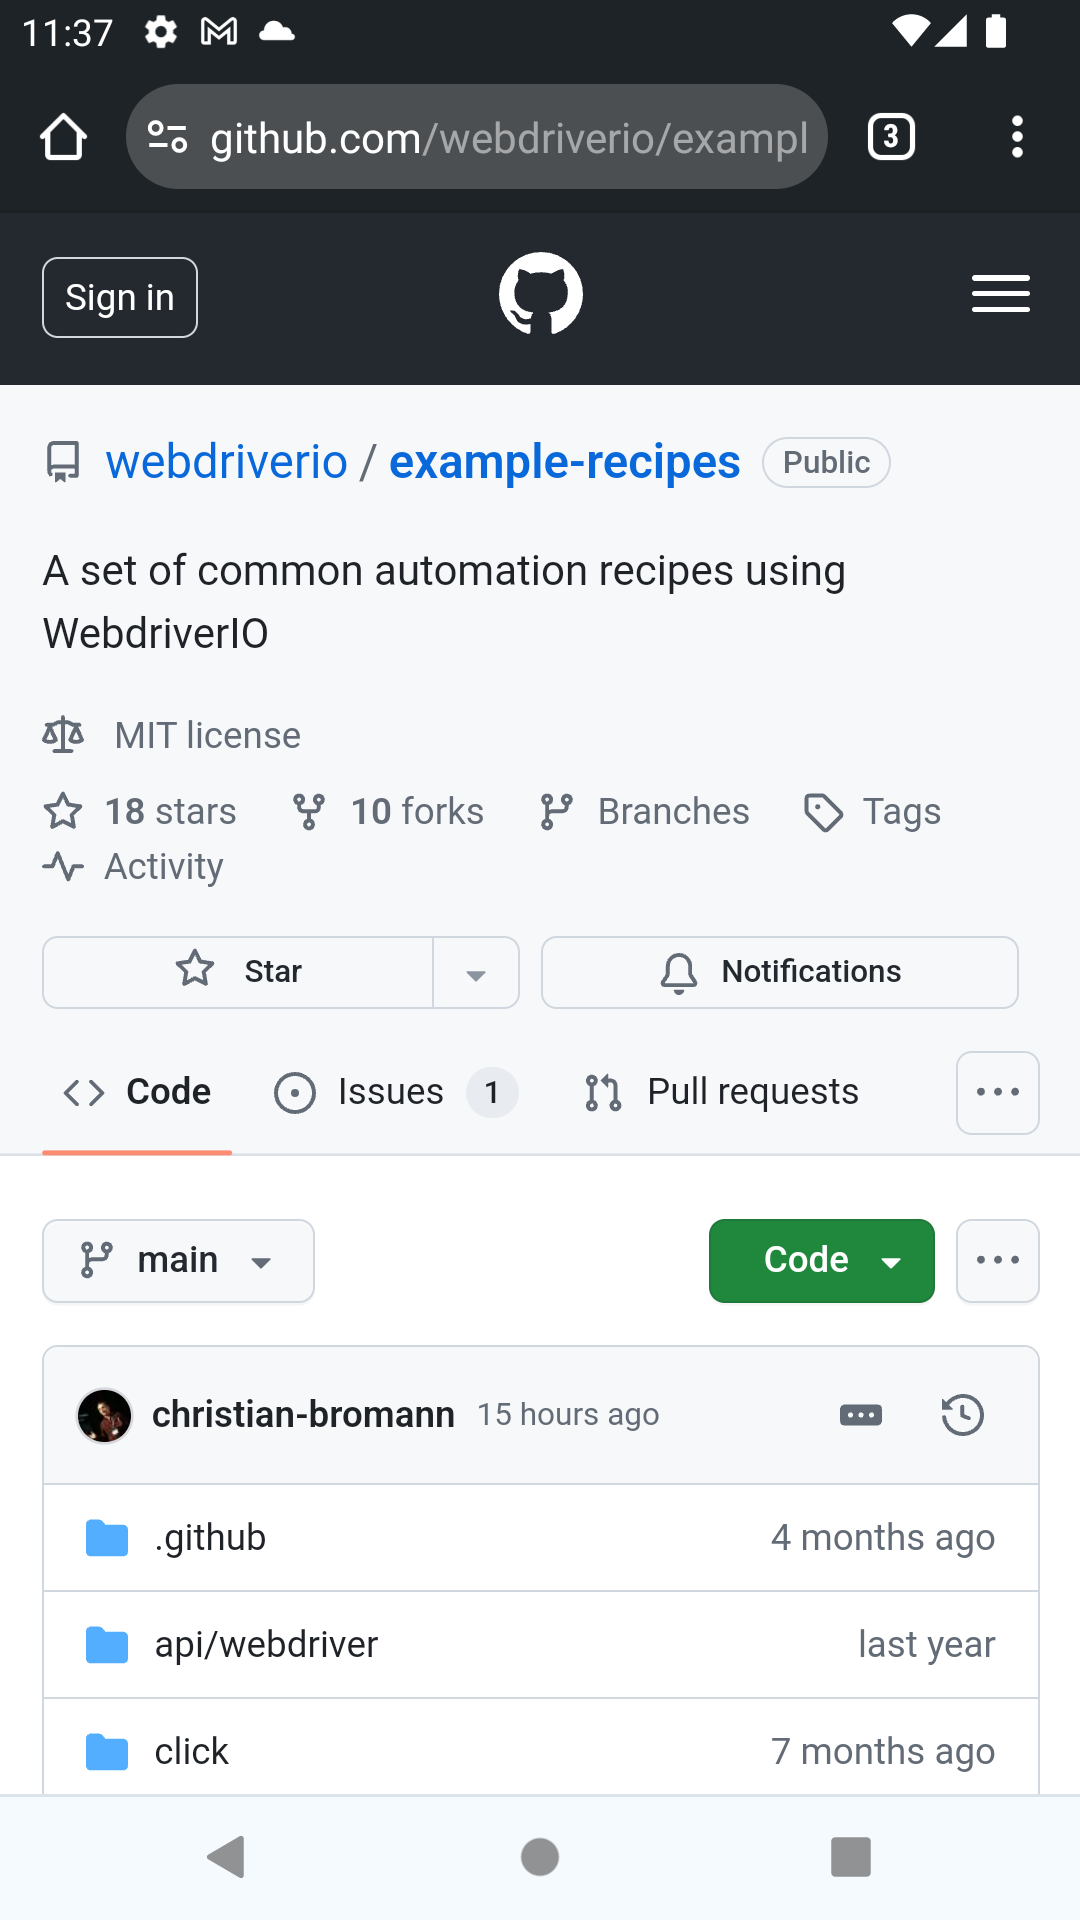 11:37
github.com/webdriverio/exampl
3
Sign in
webdriverio / example-recipes Public
A set of common automation recipes using
WebdriverIO
MIT license
18 stars 10 forks Branches Tags
Activity
Star Notifications
Code Issues 1 Pull requests
main Code
christian-bromann 15 hours ago
.github 4 months ago
api/webdriver last year
click 7 months ago